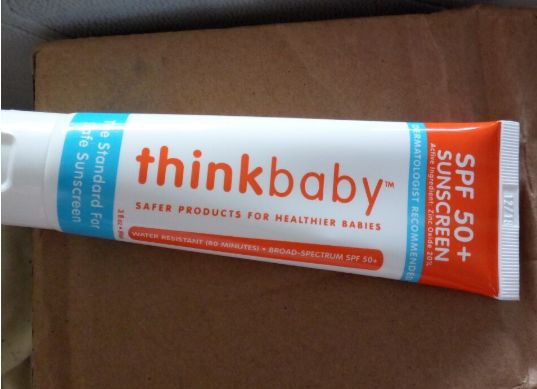 The Standard For
Safe Sunscreen
thinkbaby™
SAFER PRODUCTS FOR HEALTHIER BABIES
WATER RESISTANT (80 MINUTES) • BROAD-SPECTRUM SPF 50+
DERMATOLOGIST RECOMMENDED
SPF 50+
SUNSCREEN
Active Ingredient: Zinc Oxide 20%